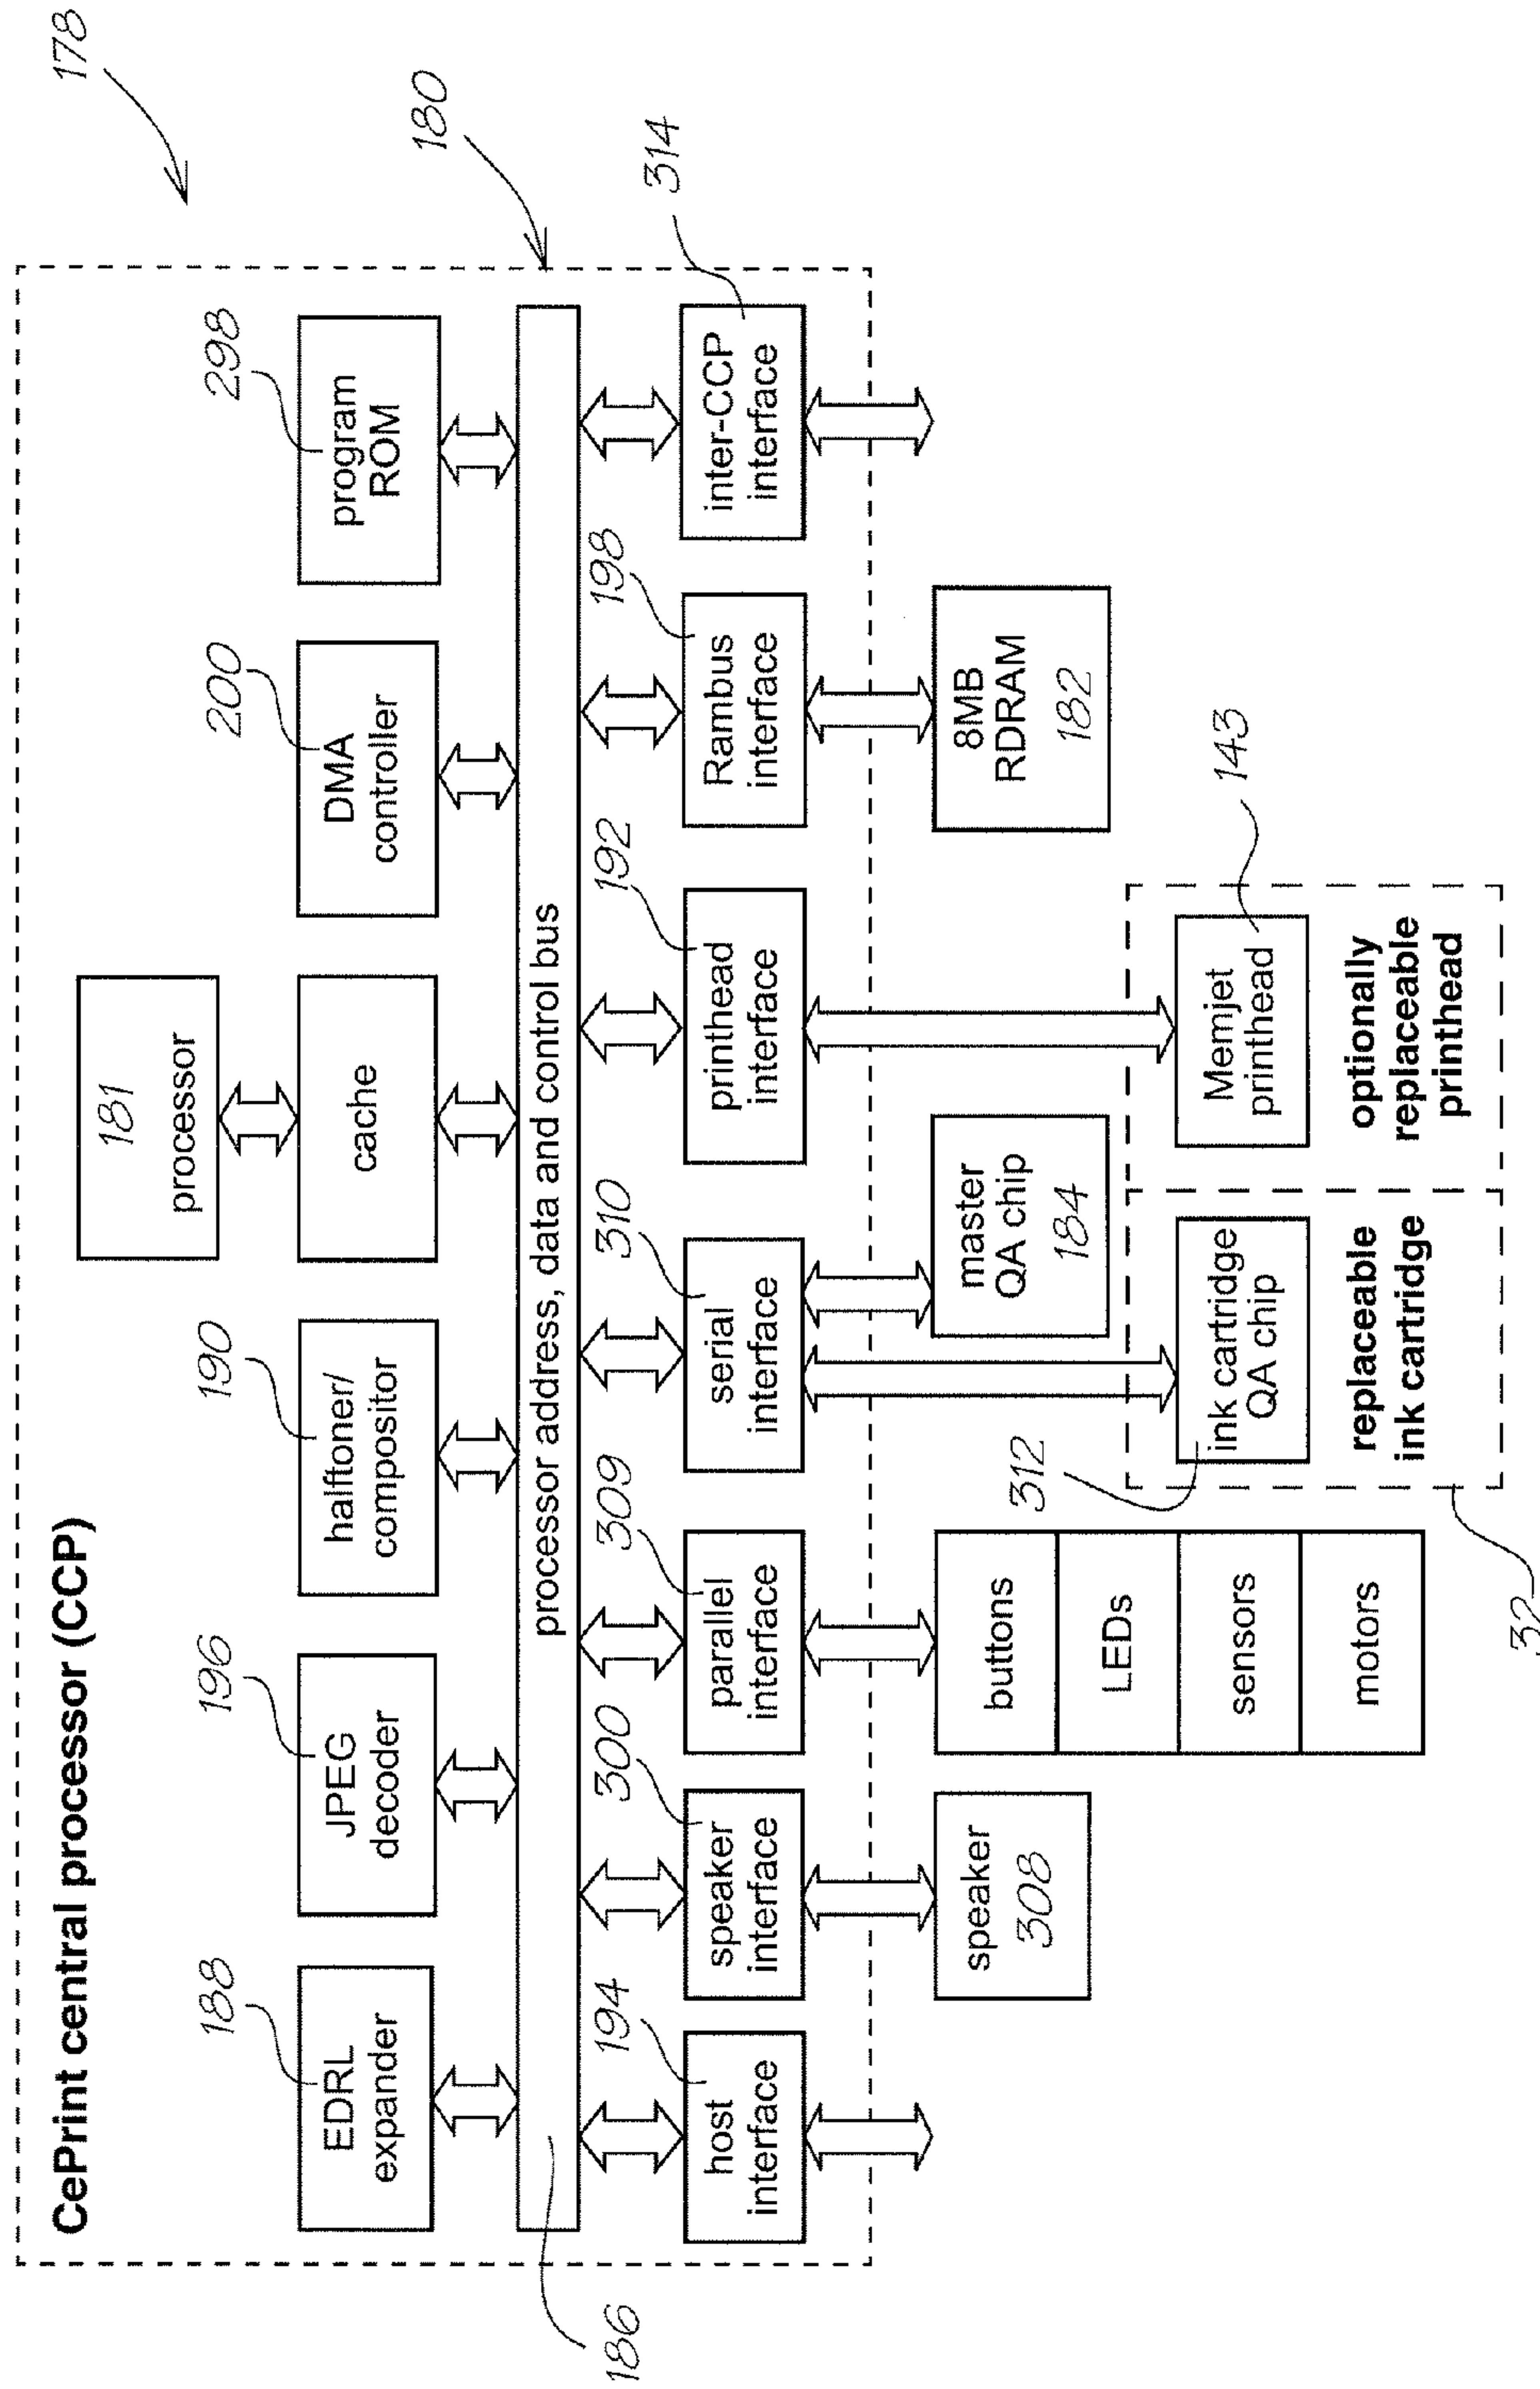 178
CePrint central processor (CCP)
180
181
processor
188
196
190
200
298
EDRL
expander
JPEG
decoder
halftoner/
compositor
cache
DMA
controller
program
ROM
186
processor address, data and control bus
194
300
309
310
192
198
314
host
interface
speaker
interface
parallel
interface
serial
interface
printhead
interface
Rambus
interface
inter-CCP
interface
speaker
308
buttons
LEDs
sensors
motors
master
QA chip
184
8MB
RDRAM
182
312
ink cartridge
QA chip
replaceable
ink cartridge
Memjet
printhead
143
optionally
replaceable
printhead
32